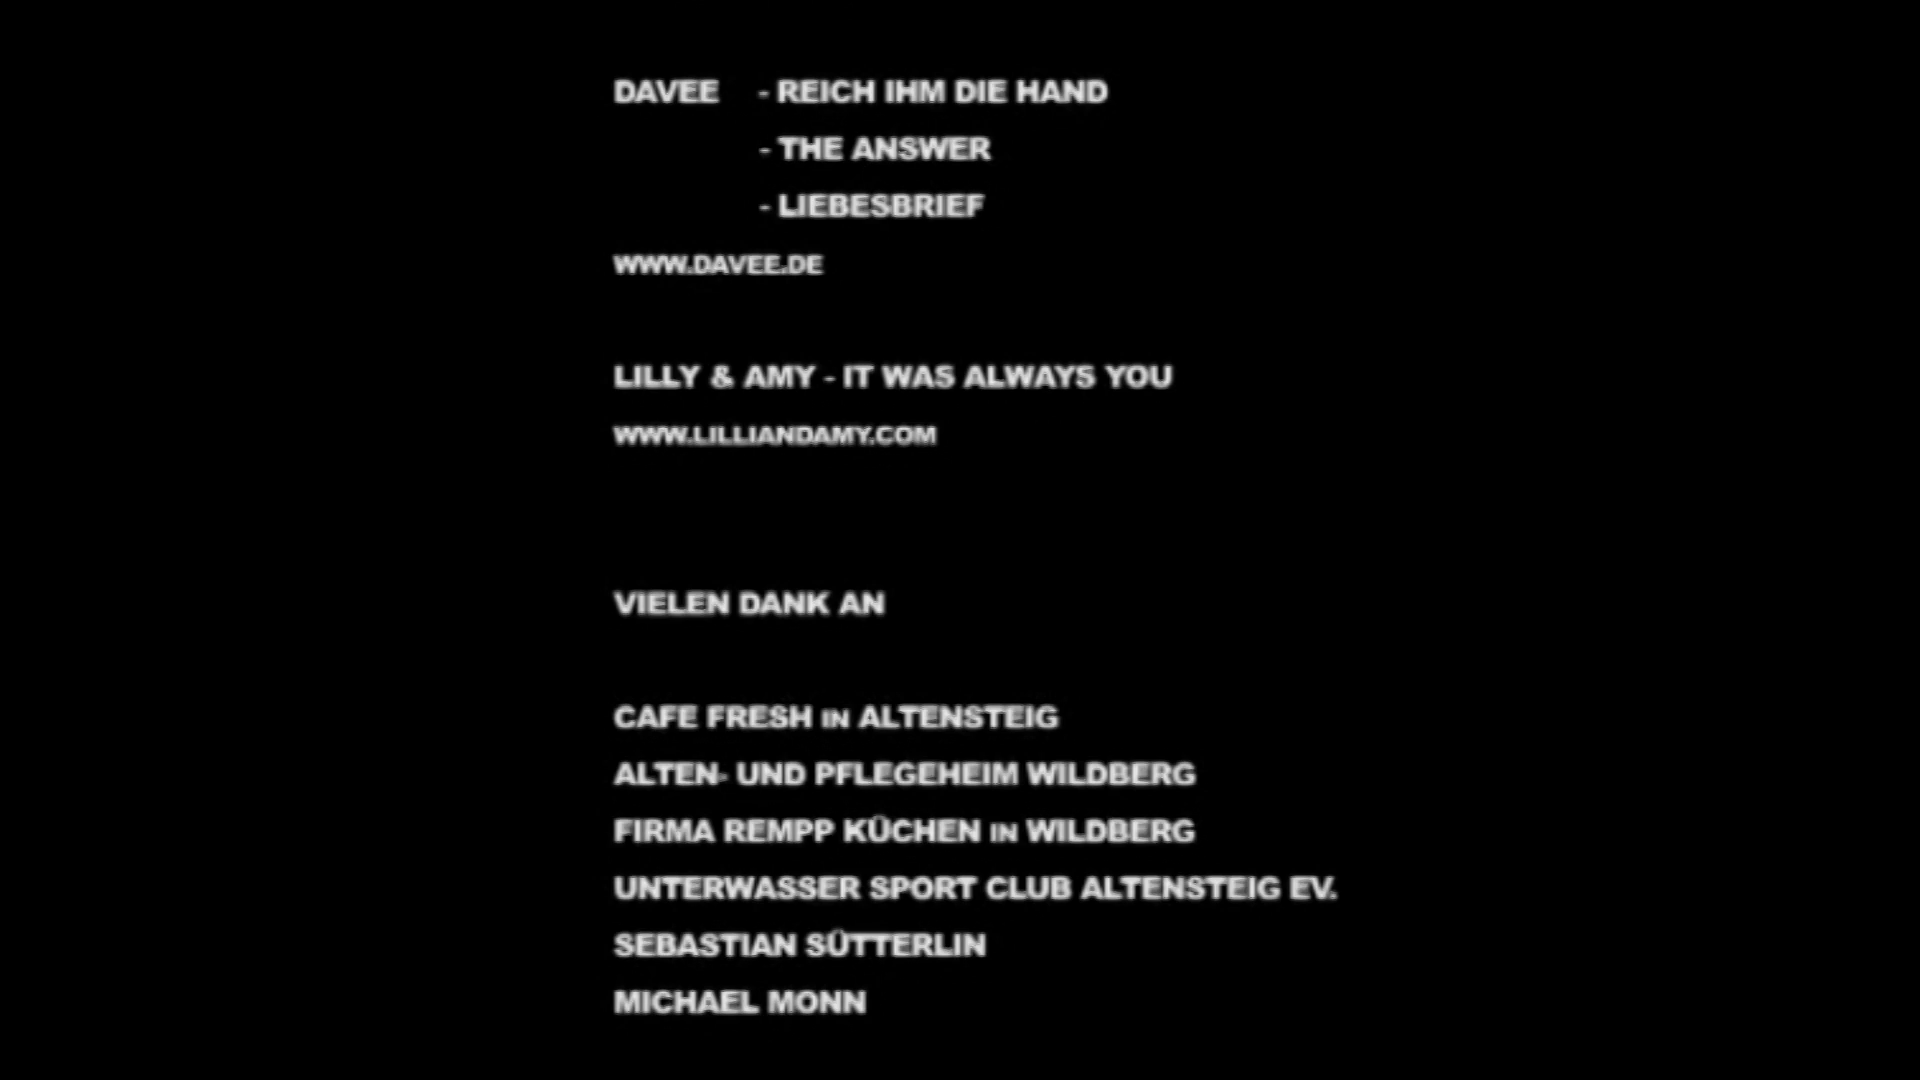 DAVEE - REICH IHM DIE HAND
- THE ANSWER
- LIEBESBRIEF
WWW.DAVEE.DE
LILLY & AMY - IT WAS ALWAYS YOU
WWW.LILLIANDAMY.COM
VIELEN DANK AN
CAFE FRESH IN ALTENSTEIG
ALTEN- UND PFLEGEHEIM WILDBERG
FIRMA REMPP KÜCHEN IN WILDBERG
UNTERWASSER SPORT CLUB ALTENSTEIG EV.
SEBASTIAN SÜTTERLIN
MICHAEL MONN